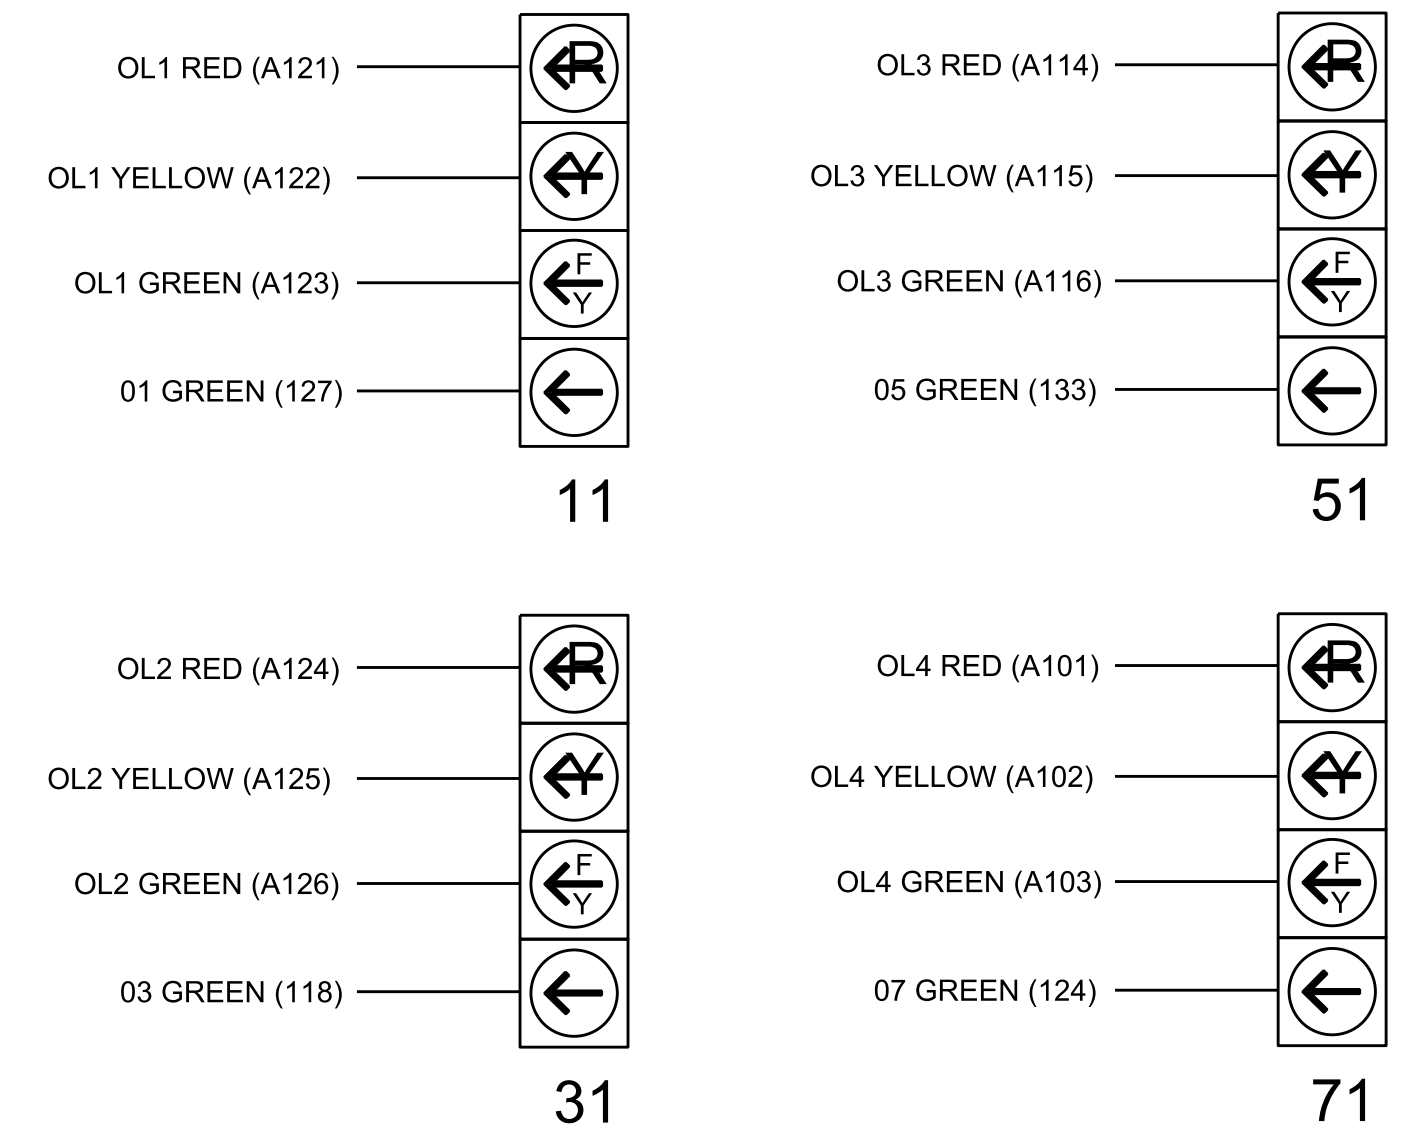 OL1 RED (A121)
R
OL1 YELLOW (A122)
Y
OL1 GREEN (A123)
F
Y
01 GREEN (127)
11
OL3 RED (A114)
R
OL3 YELLOW (A115)
Y
OL3 GREEN (A116)
F
Y
05 GREEN (133)
51
OL2 RED (A124)
R
OL2 YELLOW (A125)
Y
OL2 GREEN (A126)
F
Y
03 GREEN (118)
31
OL4 RED (A101)
R
OL4 YELLOW (A102)
Y
OL4 GREEN (A103)
F
Y
07 GREEN (124)
71